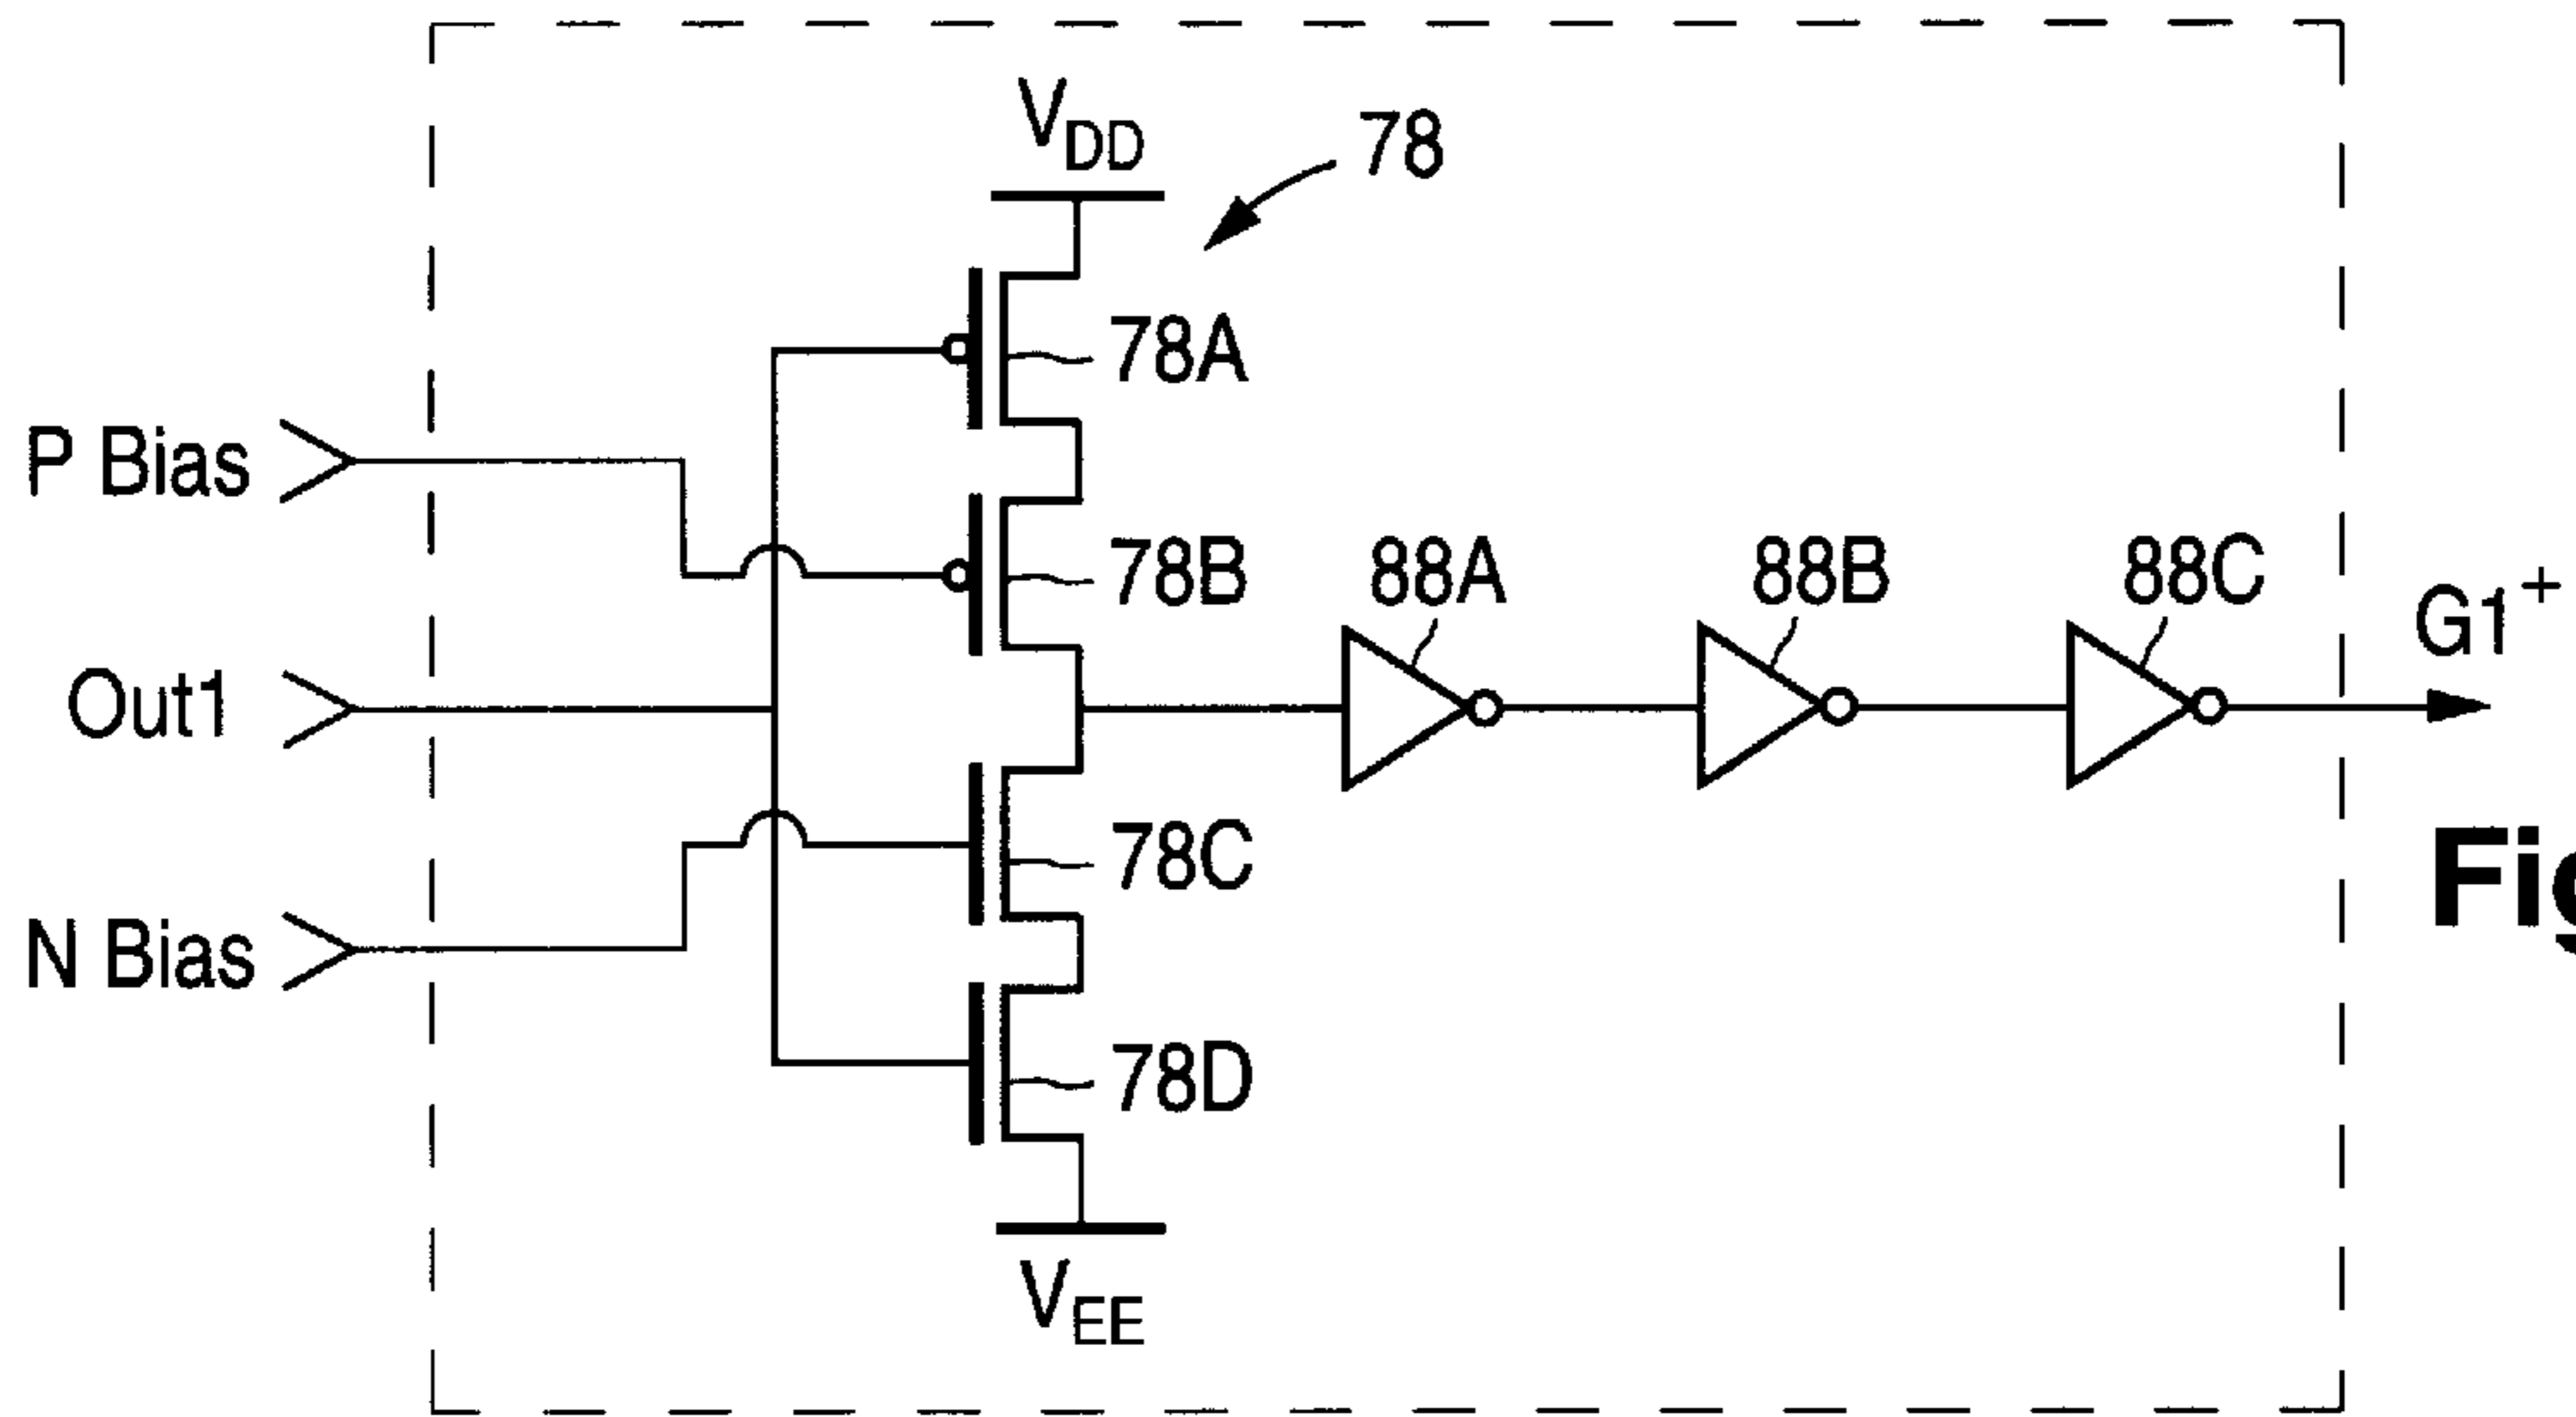 V_DD
78
78A
P Bias
78B
88A
88B
88C
G1⁺
Out1
78C
N Bias
78D
V_EE